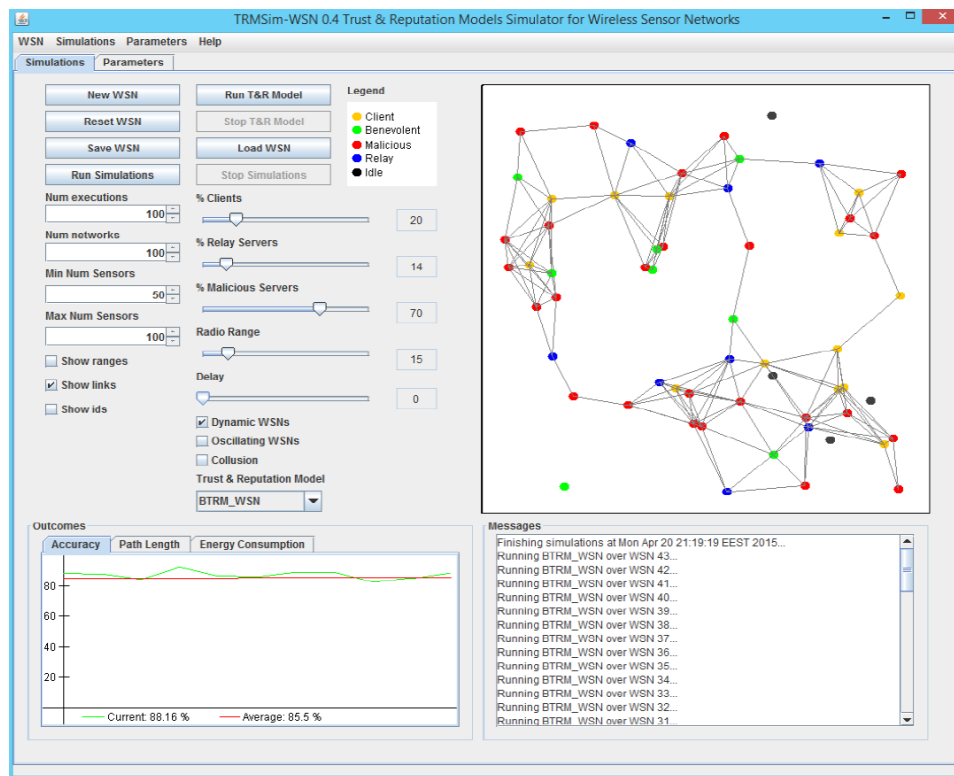 TRMSim-WSN 0.4 Trust & Reputation Models Simulator for Wireless Sensor Networks
WSN Simulations Parameters Help
Simulations Parameters
New WSN
Run T&R Model
Reset WSN
Stop T&R Model
Save WSN
Load WSN
Run Simulations
Stop Simulations
Legend
Client
Benevolent
Malicious
Relay
Idle
Num executions
100
Num networks
100
Min Num Sensors
50
Max Num Sensors
100
Show ranges
Show links
Show ids
% Clients
20
% Relay Servers
14
% Malicious Servers
70
Radio Range
15
Delay
0
Dynamic WSNs
Oscillating WSNs
Collusion
Trust & Reputation Model
BTRM_WSN
Outcomes
Accuracy Path Length Energy Consumption
80
60
40
20
Current: 88.16 % Average: 85.5 %
Messages
Finishing simulations at Mon Apr 20 21:19:19 EEST 2015...
Running BTRM_WSN over WSN 43...
Running BTRM_WSN over WSN 42...
Running BTRM_WSN over WSN 41...
Running BTRM_WSN over WSN 40...
Running BTRM_WSN over WSN 39...
Running BTRM_WSN over WSN 38...
Running BTRM_WSN over WSN 37...
Running BTRM_WSN over WSN 36...
Running BTRM_WSN over WSN 35...
Running BTRM_WSN over WSN 34...
Running BTRM_WSN over WSN 33...
Running BTRM_WSN over WSN 32...
Running BTRM_WSN over WSN 31...